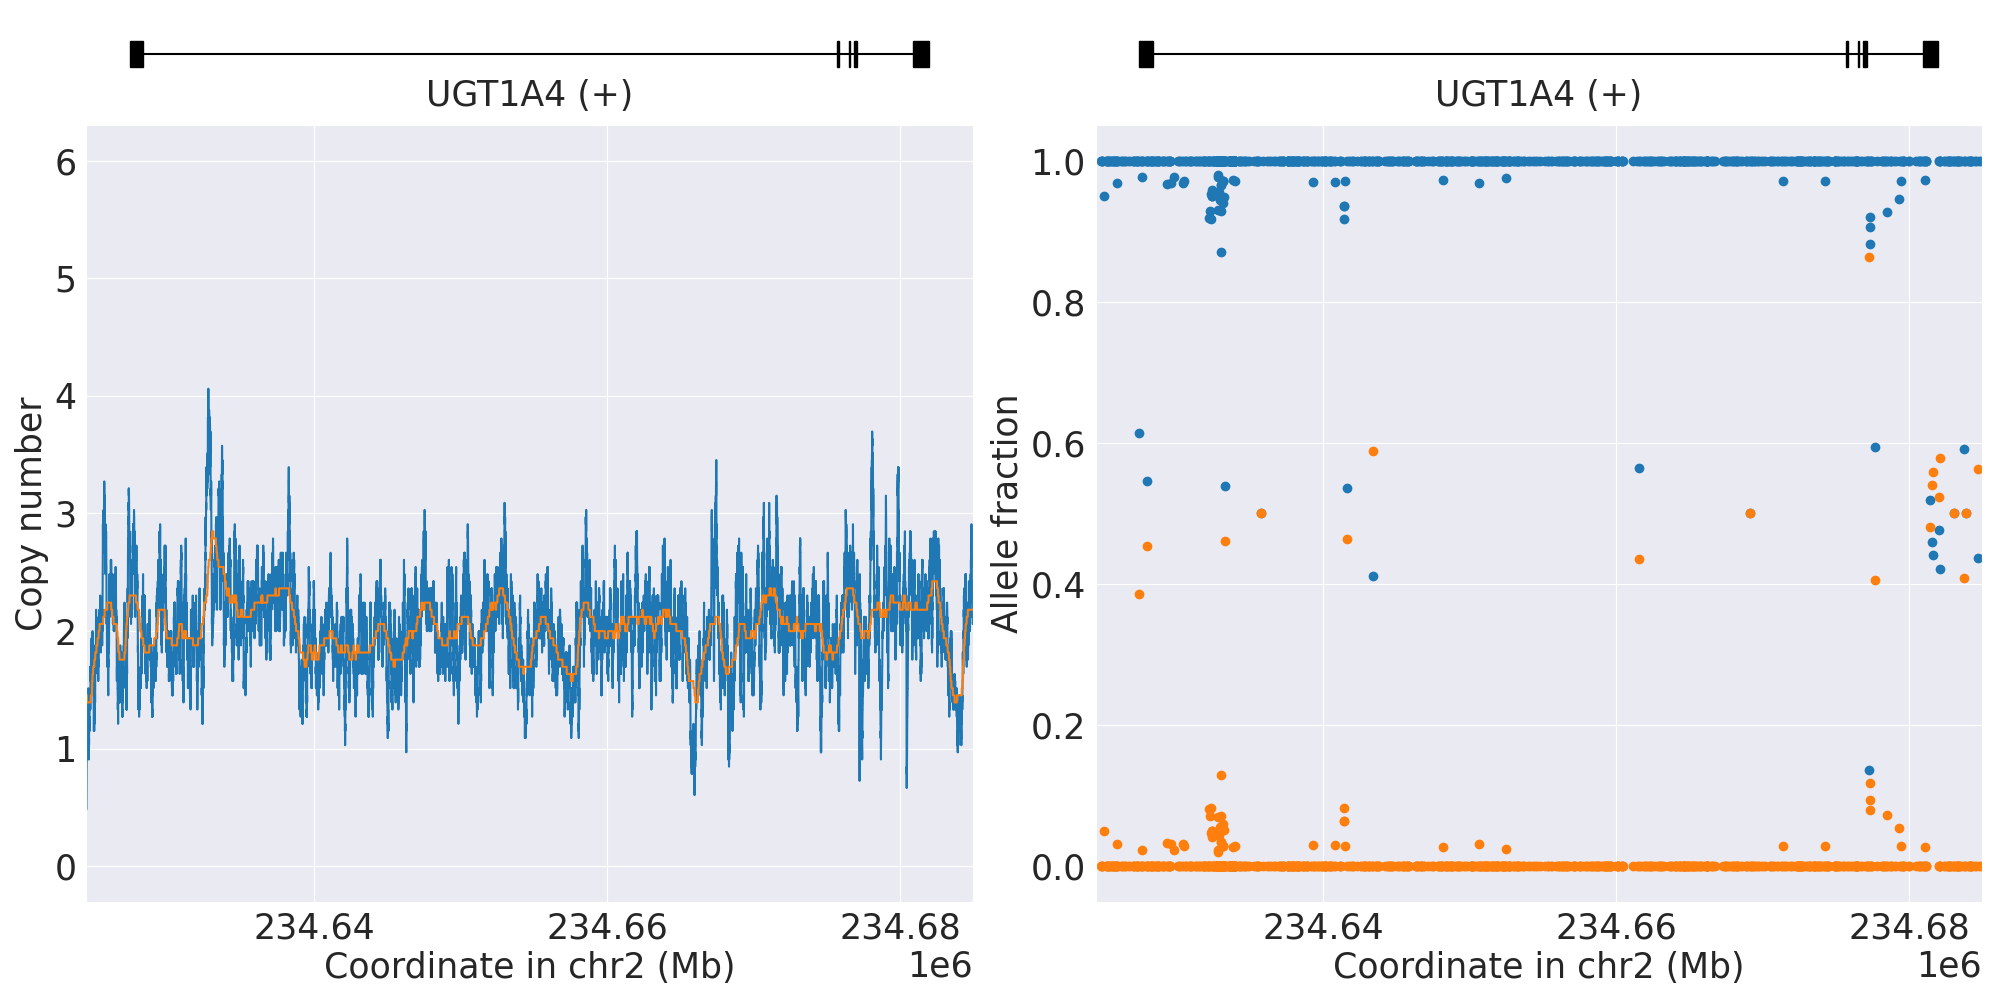 UGT1A4 (+)
6
5
4
3
2
1
0
Copy number
234.64
234.66
234.68
Coordinate in chr2 (Mb)
1e6
UGT1A4 (+)
1.0
0.8
0.6
0.4
0.2
0.0
Allele fraction
234.64
234.66
234.68
Coordinate in chr2 (Mb)
1e6